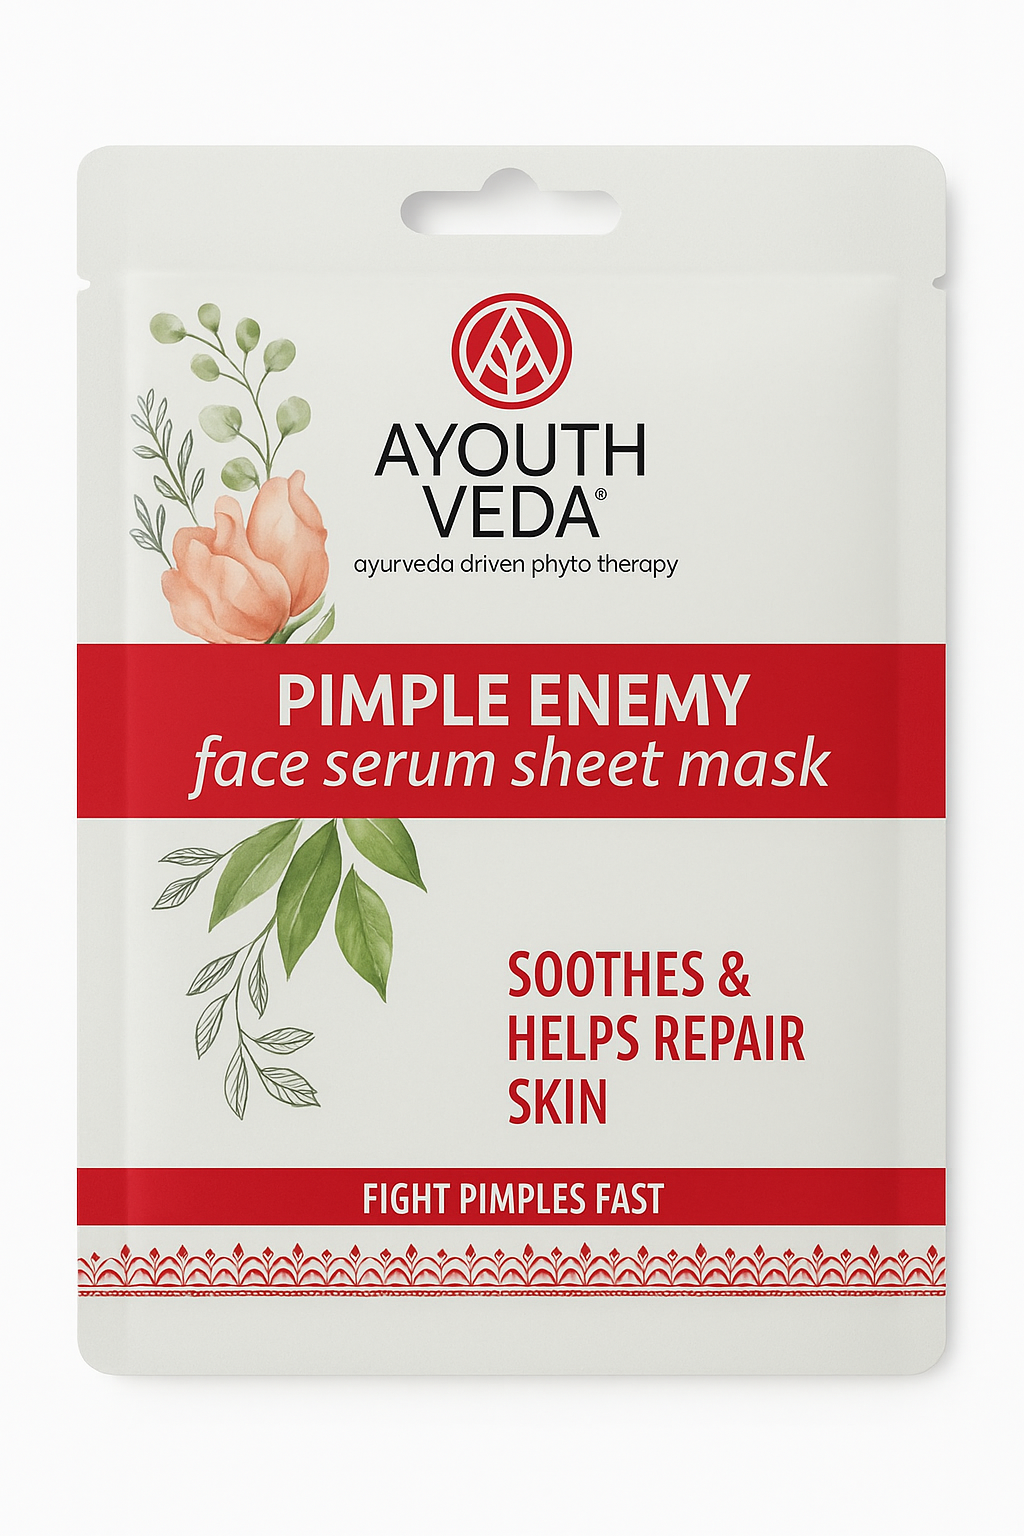 AYOUTH
VEDA®
ayurveda driven phyto therapy
PIMPLE ENEMY
face serum sheet mask
SOOTHES &
HELPS REPAIR
SKIN
FIGHT PIMPLES FAST